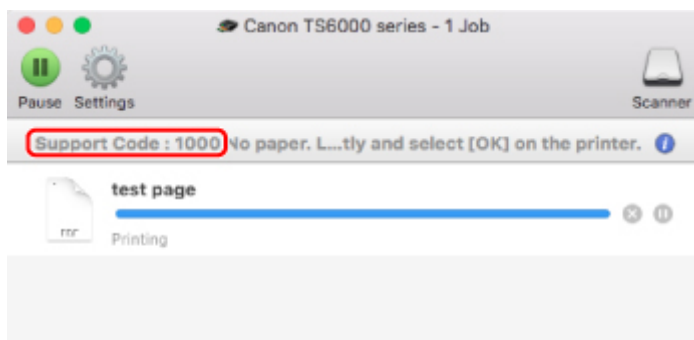 Canon TS6000 series - 1 Job
Pause Settings Scanner
Support Code : 1000 No paper. L...tly and select [OK] on the printer.
test page
Printing